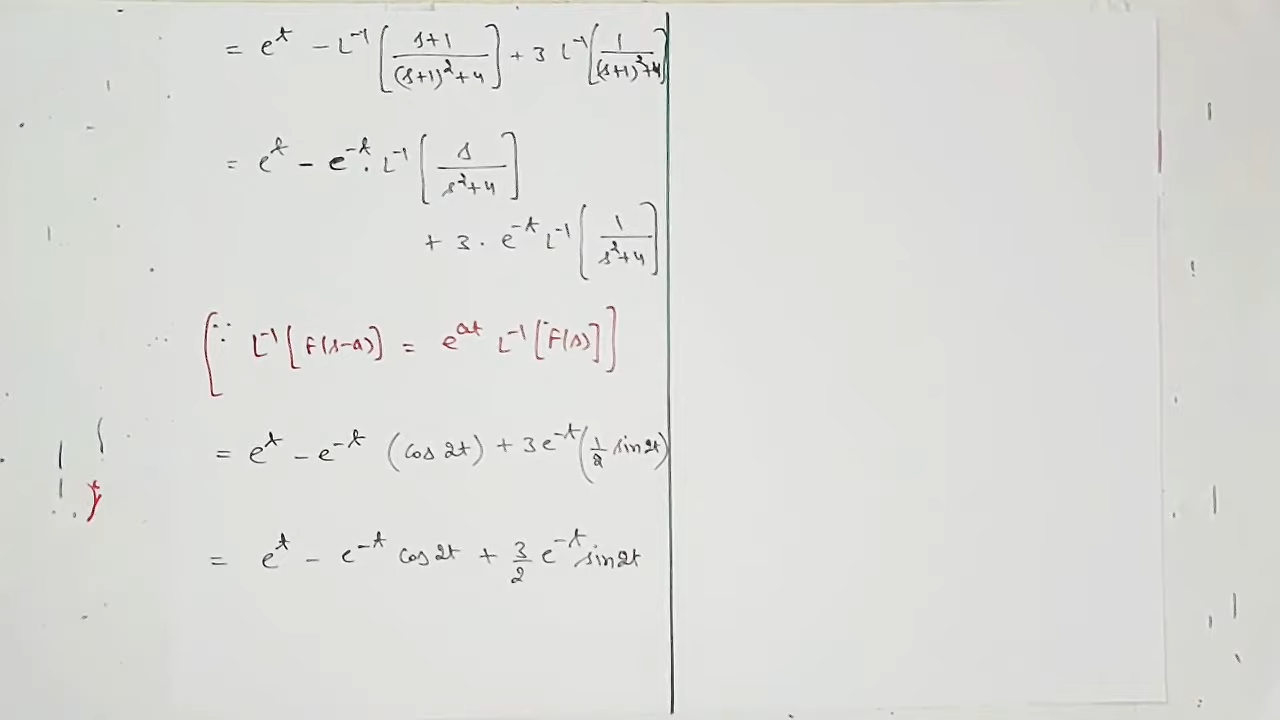 = e^t - L^-1 [ s+1 / (s+1)^2+4 ] + 3 L^-1 [ 1 / (s+1)^2+4 ]
= e^t - e^-t . L^-1 [ s / s^2+4 ]
+ 3 . e^-t L^-1 [ 1 / s^2+4 ]
[ ∵ L^-1 [ F(s-a) ] = e^at L^-1 [ F(s) ] ]
= e^t - e^-t (cos 2t) + 3 e^-t ( 1/2 sin 2t )
= e^t - e^-t cos 2t + 3/2 e^-t sin 2t